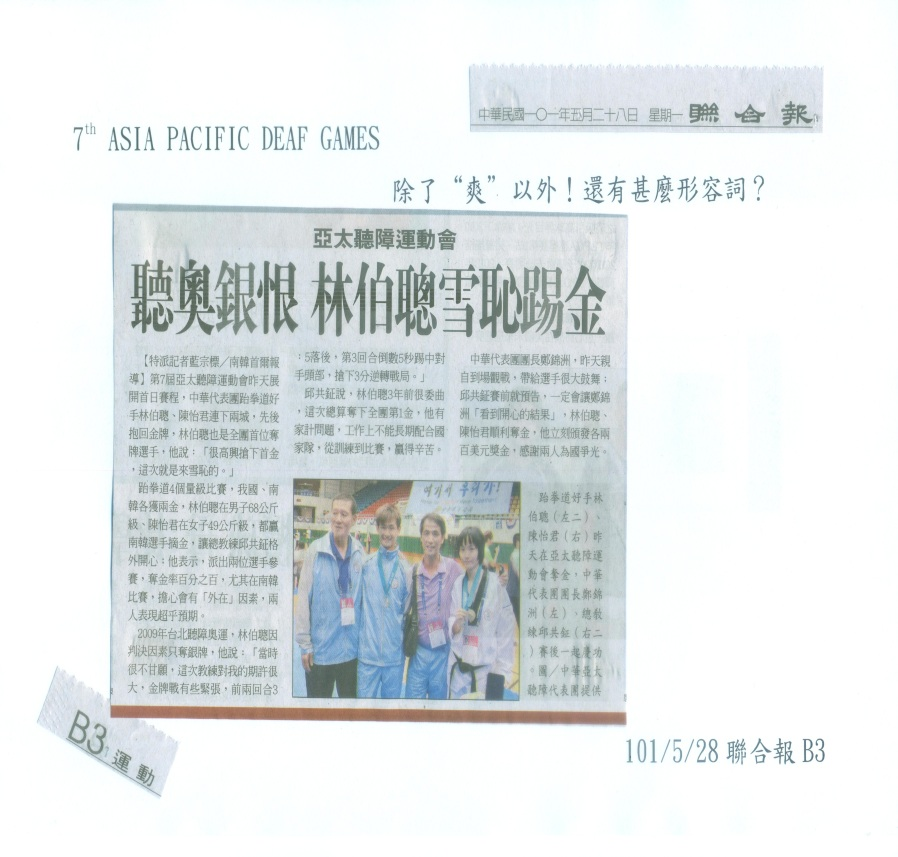 中華民國一〇一年五月二十八日 星期一 聯合報
7th ASIA PACIFIC DEAF GAMES
除了“爽”以外！還有甚麼形容詞？
亞太聽障運動會
聽奧銀恨 林伯聰雪恥踢金
【特派記者藍宗標／南韓首爾報
導】第7屆亞太聽障運動會昨天展
開首日賽程，中華代表團跆拳道好
手林伯聰、陳怡君連下兩城，先後
抱回金牌，林伯聰也是全團首位奪
牌選手，他說：「很高興搶下首金
，這次就是來雪恥的。」
跆拳道4個量級比賽，我國、南
韓各獲兩金，林伯聰在男子68公斤
級、陳怡君在女子49公斤級，都贏
南韓選手摘金，讓總教練邱共鉦格
外開心；他表示，派出兩位選手參
賽，奪金率百分之百，尤其在南韓
比賽，擔心會有「外在」因素，兩
人表現超乎預期。
2009年台北聽障奧運，林伯聰因
判決因素只奪銀牌，他說：「當時
很不甘願，這次教練對我的期許很
大，金牌戰有些緊張，前兩回合3
：5落後，第3回合倒數5秒踢中對
手頭部，搶下3分逆轉戰局。」
邱共鉦說，林伯聰3年前很委曲
，這次總算奪下全團第1金，他有
家計問題，工作上不能長期配合國
家隊，從訓練到比賽，贏得辛苦。
中華代表團團長鄭錦洲，昨天親
自到場觀戰，帶給選手很大鼓舞；
邱共鉦賽前就預告，一定會讓鄭錦
洲「看到開心的結果」，林伯聰、
陳怡君順利奪金，他立刻頒發各兩
百美元獎金，感謝兩人為國爭光。
跆拳道好手林
伯聰（左二）、
陳怡君（右）昨
天在亞太聽障運
動會奪金，中華
代表團團長鄭錦
洲（左）、總教
練邱共鉦（右二
）賽後一起慶功
。圖／中華亞太
聽障代表團提供
B3 運動
101/5/28 聯合報 B3